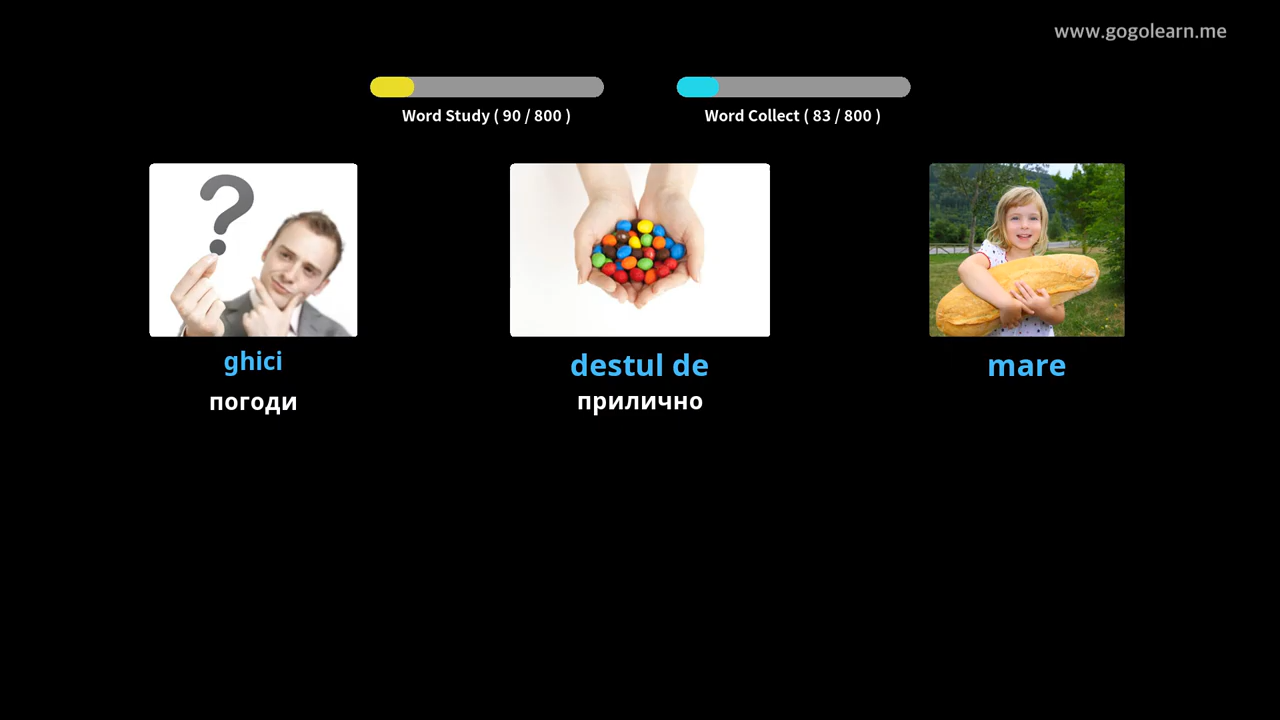 www.gogolearn.me
Word Study ( 90 / 800 )
Word Collect ( 83 / 800 )
ghici
погоди
destul de
прилично
mare